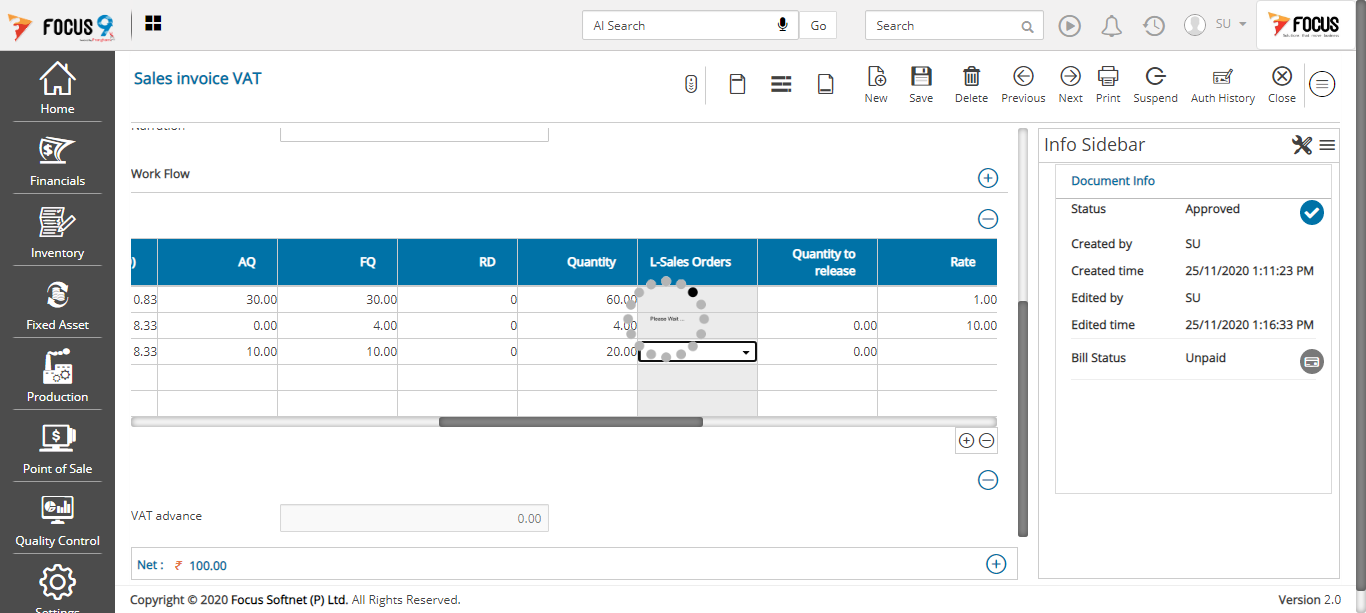 FOCUS 9
AI Search
Go
Search
SU
FOCUS
Home
Financials
Inventory
Fixed Asset
Production
Point of Sale
Quality Control
Settings
Sales invoice VAT
New
Save
Delete
Previous
Next
Print
Suspend
Auth History
Close
Narration
Work Flow
) AQ FQ RD Quantity L-Sales Orders Quantity to release Rate
0.83 30.00 30.00 0 60.00 1.00
8.33 0.00 4.00 0 4.00 0.00 10.00
8.33 10.00 10.00 0 20.00 0.00
Please Wait ...
VAT advance 0.00
Net : ₹ 100.00
Info Sidebar
Document Info
Status Approved
Created by SU
Created time 25/11/2020 1:11:23 PM
Edited by SU
Edited time 25/11/2020 1:16:33 PM
Bill Status Unpaid
Copyright © 2020 Focus Softnet (P) Ltd. All Rights Reserved.
Version 2.0